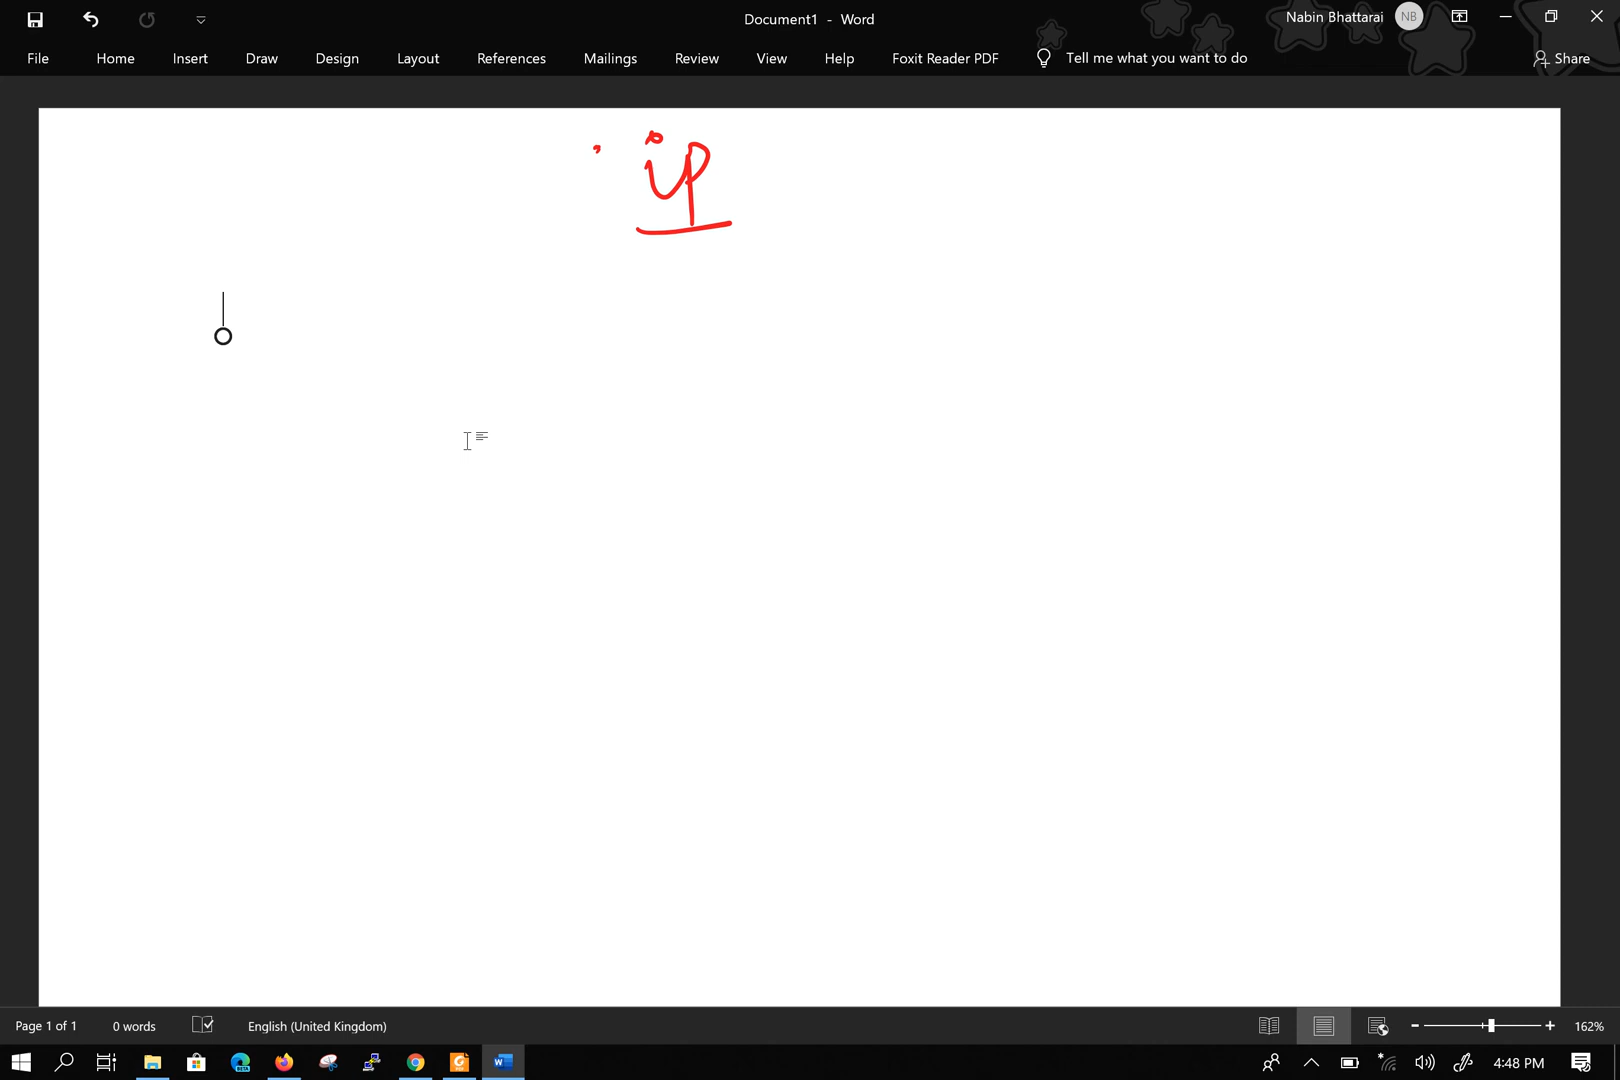 Document1 - Word
Nabin Bhattarai NB
File Home Insert Draw Design Layout References Mailings Review View Help Foxit Reader PDF Tell me what you want to do Share
ip
Page 1 of 1 0 words English (United Kingdom) 162%
BETA 4:48 PM